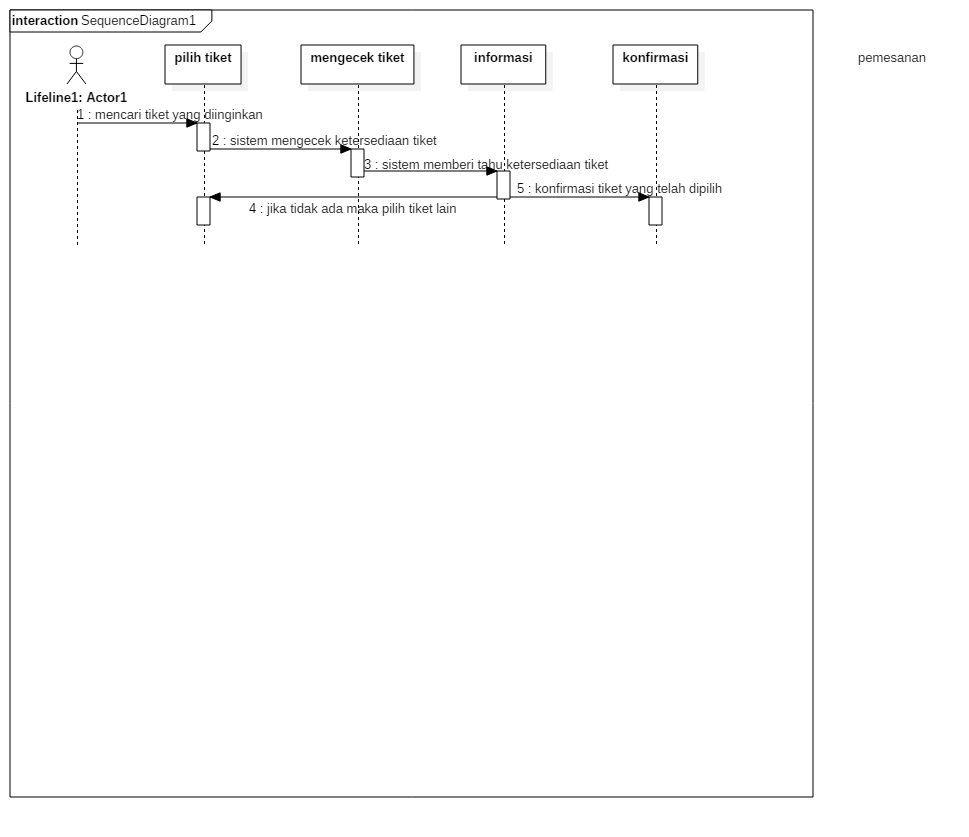 interaction SequenceDiagram1
pilih tiket
mengecek tiket
informasi
konfirmasi
pemesanan
Lifeline1: Actor1
1 : mencari tiket yang diinginkan
2 : sistem mengecek ketersediaan tiket
3 : sistem memberi tahu ketersediaan tiket
5 : konfirmasi tiket yang telah dipilih
4 : jika tidak ada maka pilih tiket lain